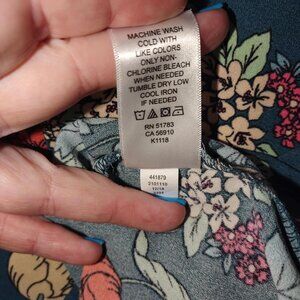 MACHINE WASH
COLD WITH
LIKE COLORS
ONLY NON-
CHLORINE BLEACH
WHEN NEEDED
TUMBLE DRY LOW
COOL IRON
IF NEEDED
RN 51783
CA 56910
K1118
441879